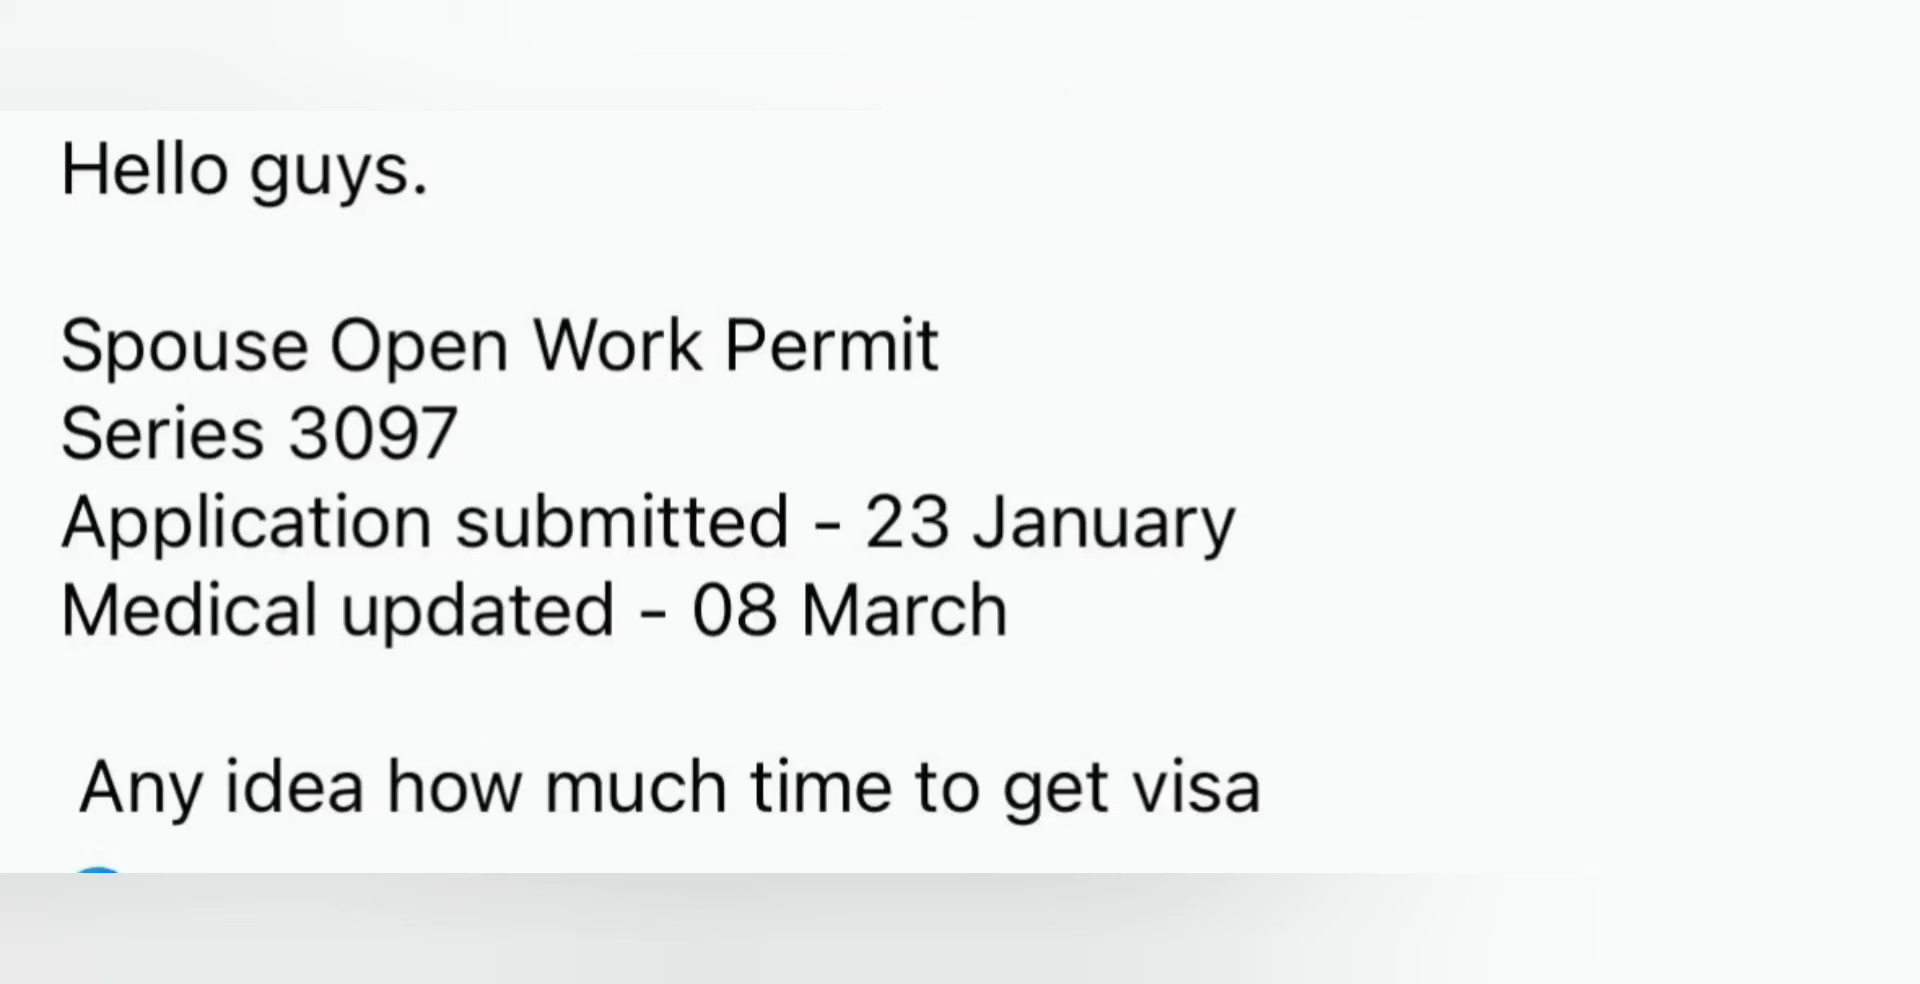 Hello guys.
Spouse Open Work Permit
Series 3097
Application submitted - 23 January
Medical updated - 08 March
Any idea how much time to get visa